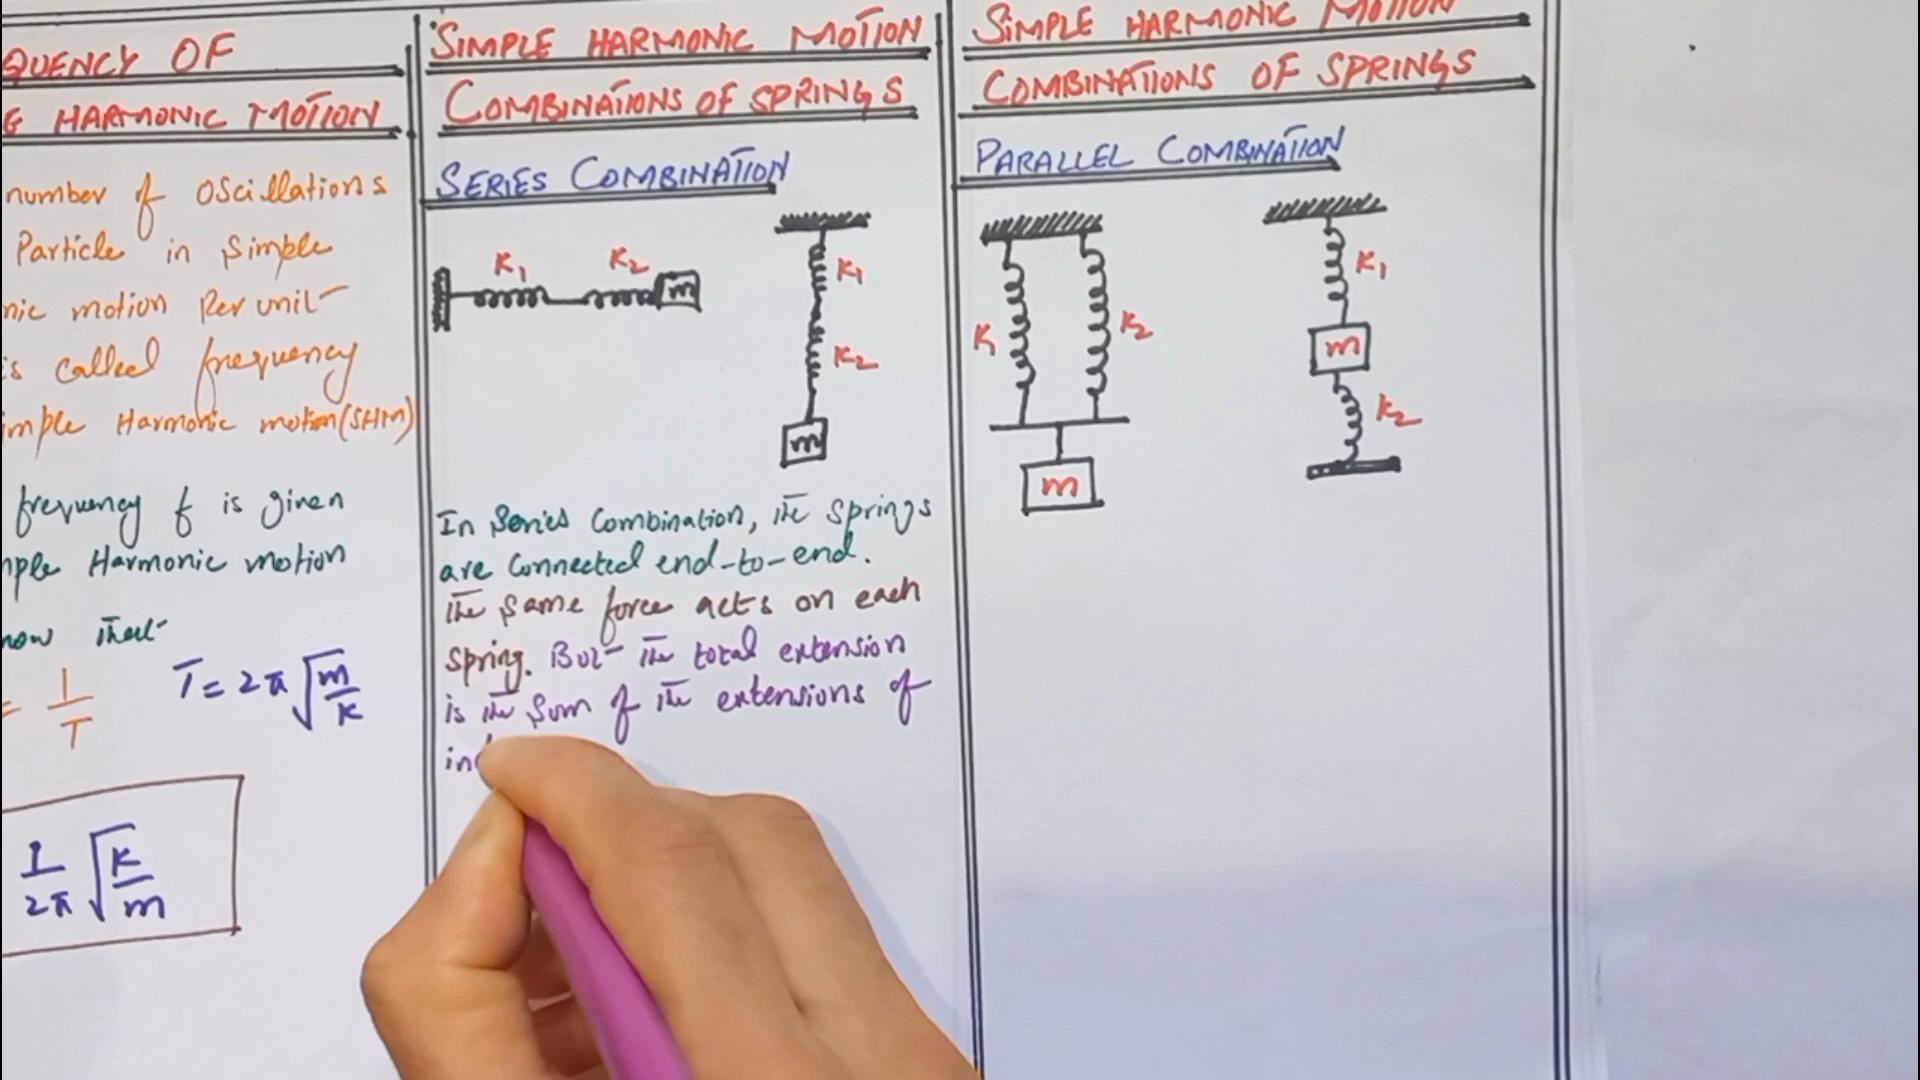 QUENCY OF
G HARMONIC MOTION
number of oscillations
Particle in Simple
nic motion Per unit
is called frequency
imple Harmonic motion (SHM)
frequency f is given
mple Harmonic motion
now that
= 1/T T = 2π √m/K
1/2π √K/m
SIMPLE HARMONIC MOTION
COMBINATIONS OF SPRINGS
SERIES COMBINATION
K1 K2 m
K1
K2
m
In Series Combination, the springs
are connected end-to-end.
The same force acts on each
spring. But the total extension
is the sum of the extensions of
ind
SIMPLE HARMONIC MOTION
COMBINATIONS OF SPRINGS
PARALLEL COMBINATION
K1 K2
m
K1
m
K2